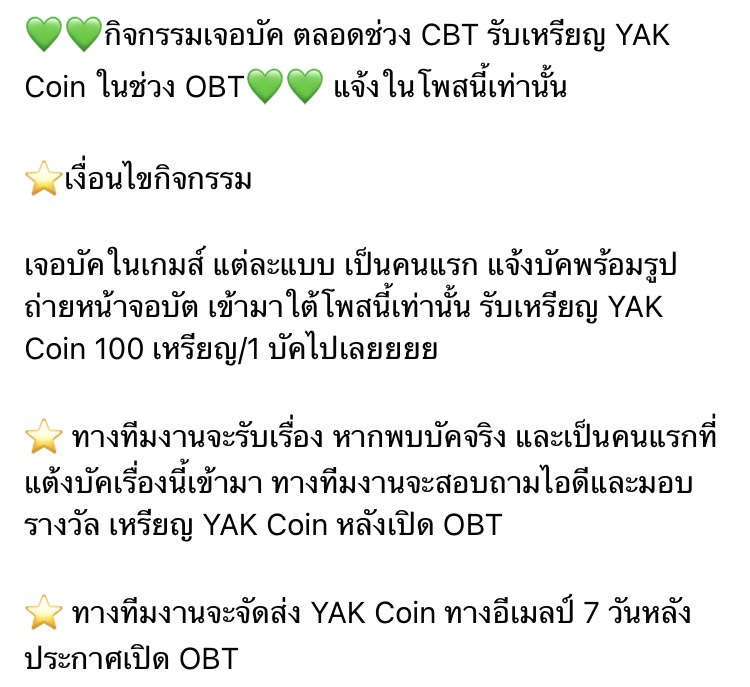 💚💚กิจกรรมเจอบัค ตลอดช่วง CBT รับเหรียญ YAK
Coin ในช่วง OBT💚💚 แจ้งในโพสนี้เท่านั้น
⭐เงื่อนไขกิจกรรม
เจอบัคในเกมส์ แต่ละแบบ เป็นคนแรก แจ้งบัคพร้อมรูป
ถ่ายหน้าจอบัต เข้ามาใต้โพสนี้เท่านั้น รับเหรียญ YAK
Coin 100 เหรียญ/1 บัคไปเลยยยย
⭐ ทางทีมงานจะรับเรื่อง หากพบบัคจริง และเป็นคนแรกที่
แต้งบัคเรื่องนี้เข้ามา ทางทีมงานจะสอบถามไอดีและมอบ
รางวัล เหรียญ YAK Coin หลังเปิด OBT
⭐ ทางทีมงานจะจัดส่ง YAK Coin ทางอีเมลป์ 7 วันหลัง
ประกาศเปิด OBT